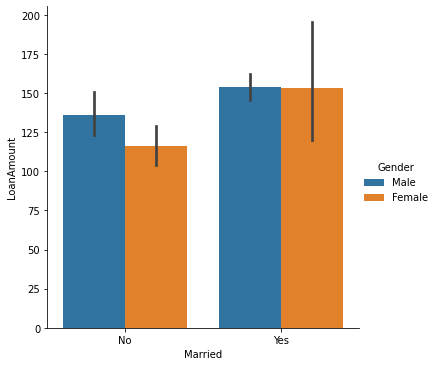 200
175
150
125
100
75
50
25
0
LoanAmount
No
Yes
Married
Gender
Male
Female